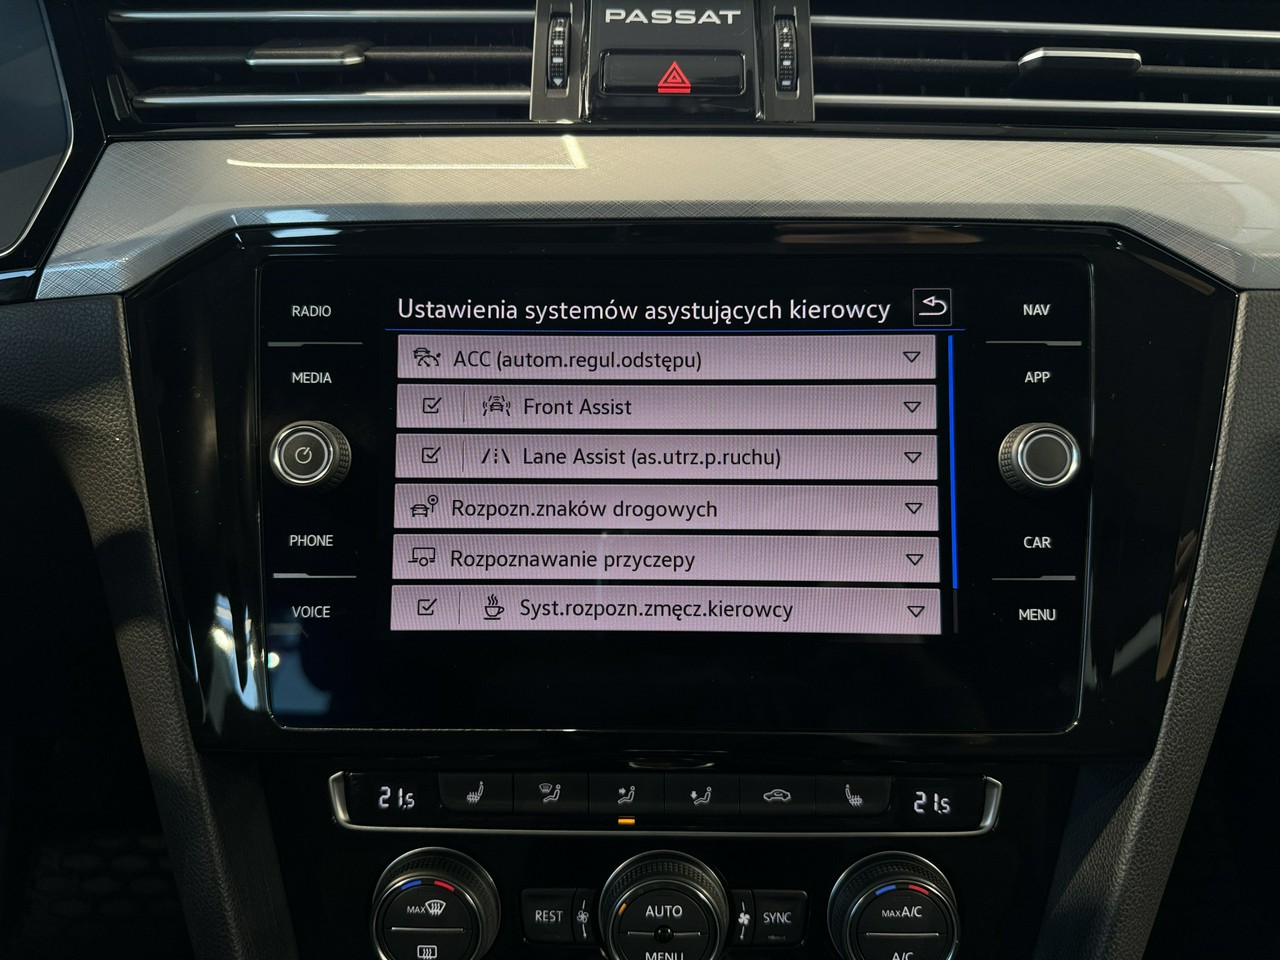 PASSAT
RADIO
MEDIA
PHONE
VOICE
Ustawienia systemów asystujących kierowcy
ACC (autom.regul.odstępu)
Front Assist
Lane Assist (as.utrz.p.ruchu)
Rozpozn.znaków drogowych
Rozpoznawanie przyczepy
Syst.rozpozn.zmęcz.kierowcy
NAV
APP
CAR
MENU
21.5
21.5
MAX
REST
AUTO
MENU
SYNC
MAX A/C
A/C